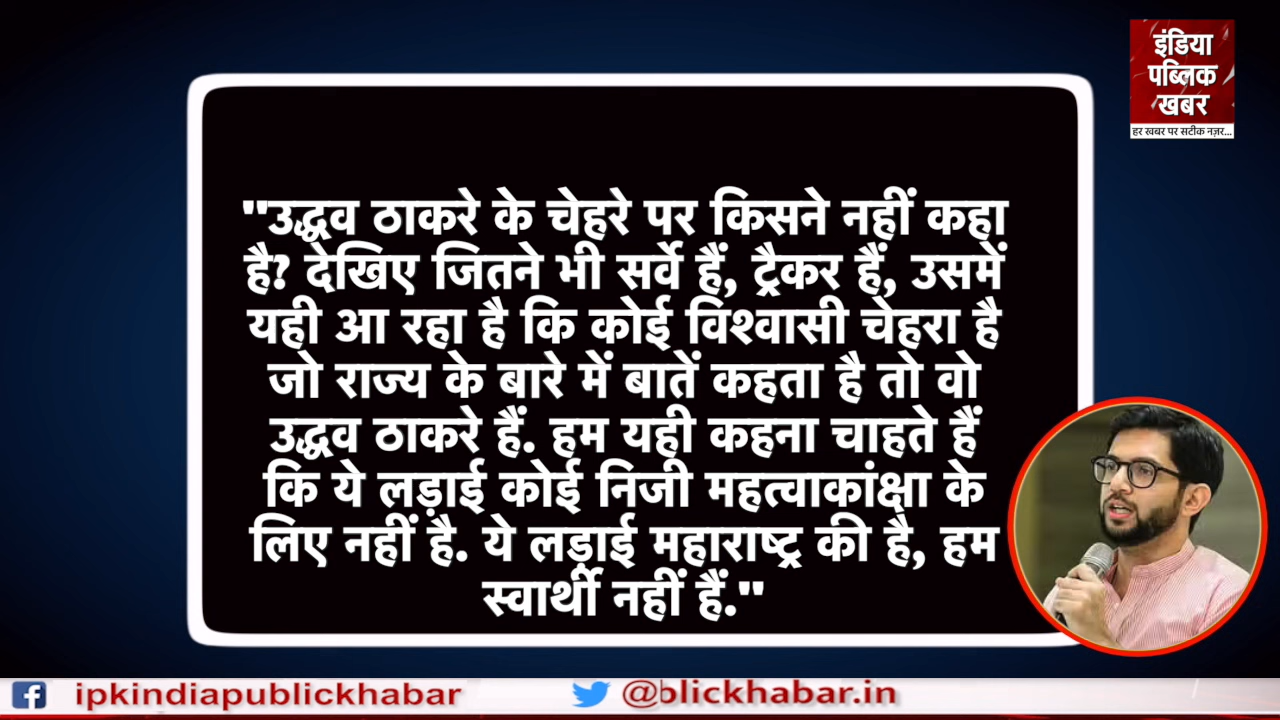 इंडिया
पब्लिक
खबर
हर खबर पर सटीक नज़र...
"उद्धव ठाकरे के चेहरे पर किसने नहीं कहा
है? देखिए जितने भी सर्वे हैं, ट्रैकर हैं, उसमें
यही आ रहा है कि कोई विश्वासी चेहरा है
जो राज्य के बारे में बातें कहता है तो वो
उद्धव ठाकरे हैं. हम यही कहना चाहते हैं
कि ये लड़ाई कोई निजी महत्वाकांक्षा के
लिए नहीं है. ये लड़ाई महाराष्ट्र की है, हम
स्वार्थी नहीं हैं."
ipkindiapublickhabar
@blickhabar.in